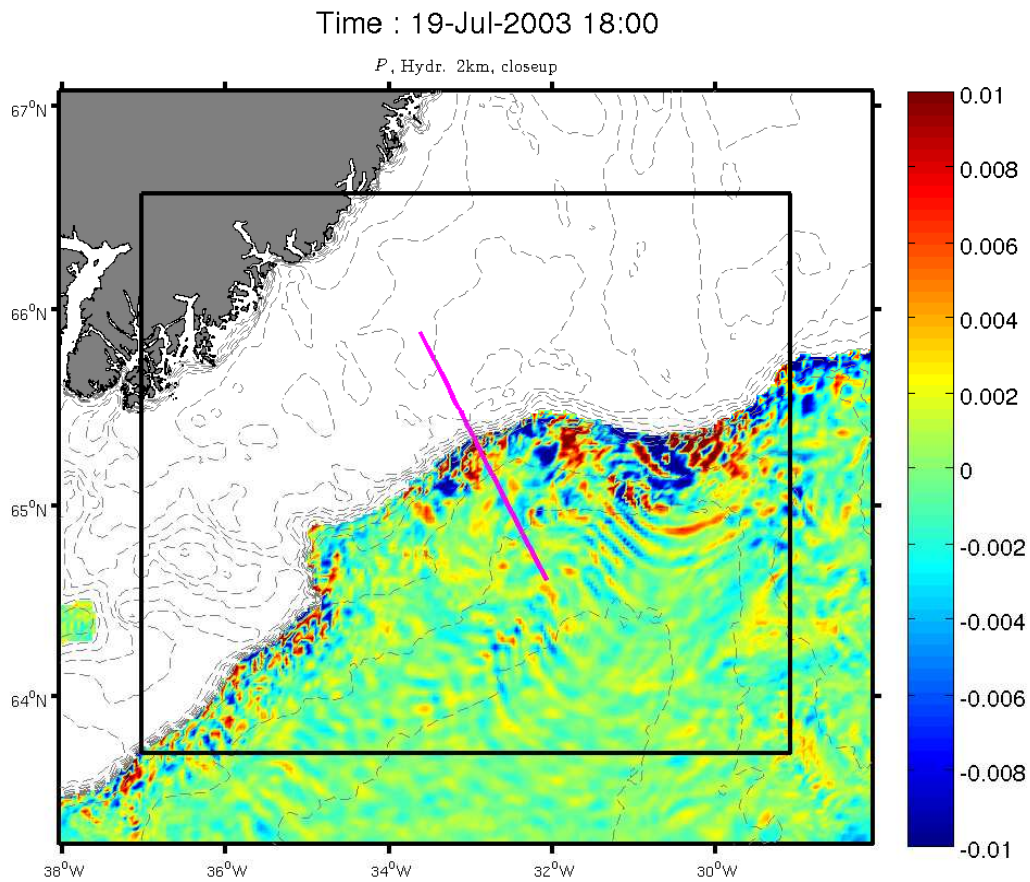 Time : 19-Jul-2003 18:00
P, Hydr. 2km, closeup
67°N
66°N
65°N
64°N
38°W
36°W
34°W
32°W
30°W
0.01
0.008
0.006
0.004
0.002
0
-0.002
-0.004
-0.006
-0.008
-0.01